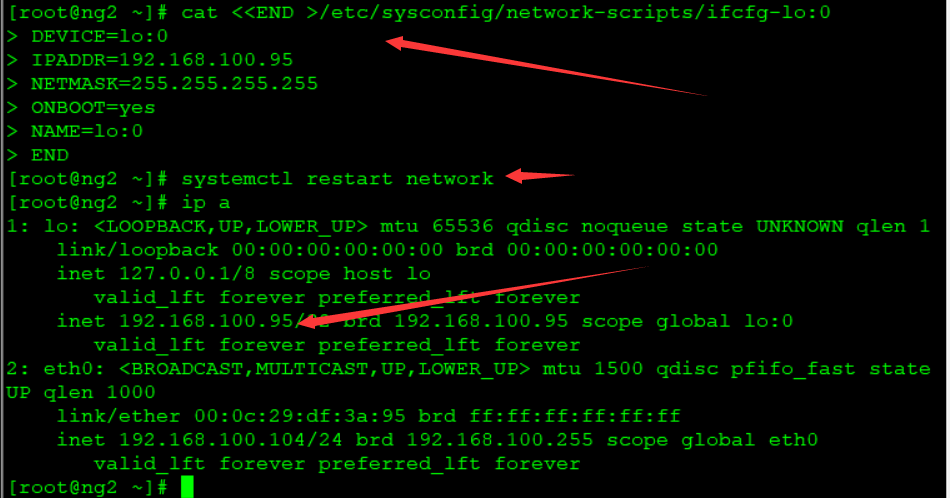 [root@ng2 ~]# cat <<END >/etc/sysconfig/network-scripts/ifcfg-lo:0
> DEVICE=lo:0
> IPADDR=192.168.100.95
> NETMASK=255.255.255.255
> ONBOOT=yes
> NAME=lo:0
> END
[root@ng2 ~]# systemctl restart network
[root@ng2 ~]# ip a
1: lo: <LOOPBACK,UP,LOWER_UP> mtu 65536 qdisc noqueue state UNKNOWN qlen 1
link/loopback 00:00:00:00:00:00 brd 00:00:00:00:00:00
inet 127.0.0.1/8 scope host lo
valid_lft forever preferred_lft forever
inet 192.168.100.95/32 brd 192.168.100.95 scope global lo:0
valid_lft forever preferred_lft forever
2: eth0: <BROADCAST,MULTICAST,UP,LOWER_UP> mtu 1500 qdisc pfifo_fast state
UP qlen 1000
link/ether 00:0c:29:df:3a:95 brd ff:ff:ff:ff:ff:ff
inet 192.168.100.104/24 brd 192.168.100.255 scope global eth0
valid_lft forever preferred_lft forever
[root@ng2 ~]#